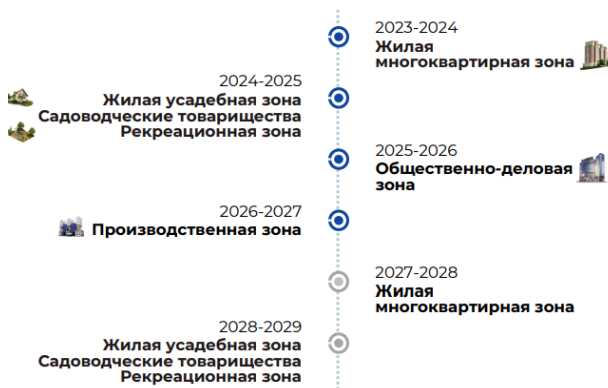 2023-2024
Жилая
многоквартирная зона
2024-2025
Жилая усадебная зона
Садоводческие товарищества
Рекреационная зона
2025-2026
Общественно-деловая
зона
2026-2027
Производственная зона
2027-2028
Жилая
многоквартирная зона
2028-2029
Жилая усадебная зона
Садоводческие товарищества
Рекреационная зона